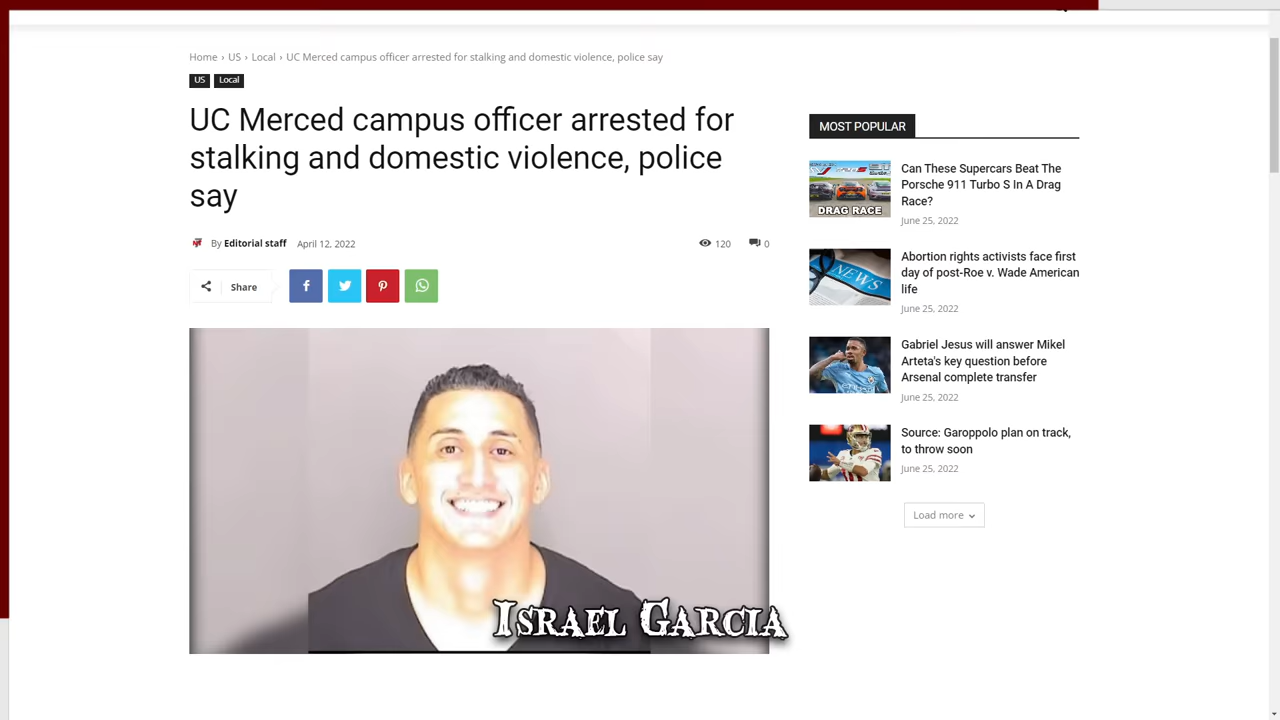 Home › US › Local › UC Merced campus officer arrested for stalking and domestic violence, police say
US Local
UC Merced campus officer arrested for
stalking and domestic violence, police
say
By Editorial staff April 12, 2022
120 0
Share
MOST POPULAR
DRAG RACE
Can These Supercars Beat The
Porsche 911 Turbo S In A Drag
Race?
June 25, 2022
NEWS
Abortion rights activists face first
day of post-Roe v. Wade American
life
June 25, 2022
Gabriel Jesus will answer Mikel
Arteta's key question before
Arsenal complete transfer
June 25, 2022
Source: Garoppolo plan on track,
to throw soon
June 25, 2022
Load more
Israel Garcia